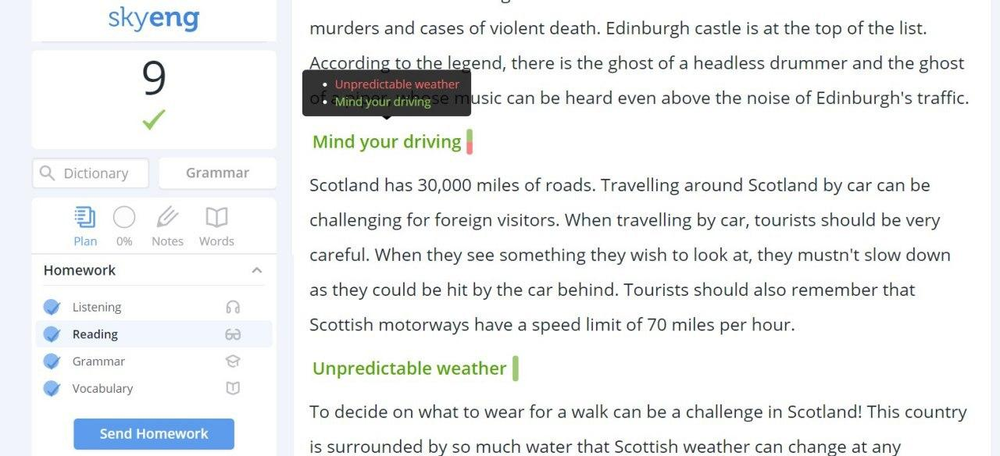 skyeng
9
Dictionary
Grammar
Plan
0%
Notes
Words
Homework
Listening
Reading
Grammar
Vocabulary
Send Homework
murders and cases of violent death. Edinburgh castle is at the top of the list.
According to the legend, there is the ghost of a headless drummer and the ghost
Unpredictable weather
Mind your driving
of a piper, whose music can be heard even above the noise of Edinburgh's traffic.
Mind your driving
Scotland has 30,000 miles of roads. Travelling around Scotland by car can be
challenging for foreign visitors. When travelling by car, tourists should be very
careful. When they see something they wish to look at, they mustn't slow down
as they could be hit by the car behind. Tourists should also remember that
Scottish motorways have a speed limit of 70 miles per hour.
Unpredictable weather
To decide on what to wear for a walk can be a challenge in Scotland! This country
is surrounded by so much water that Scottish weather can change at any